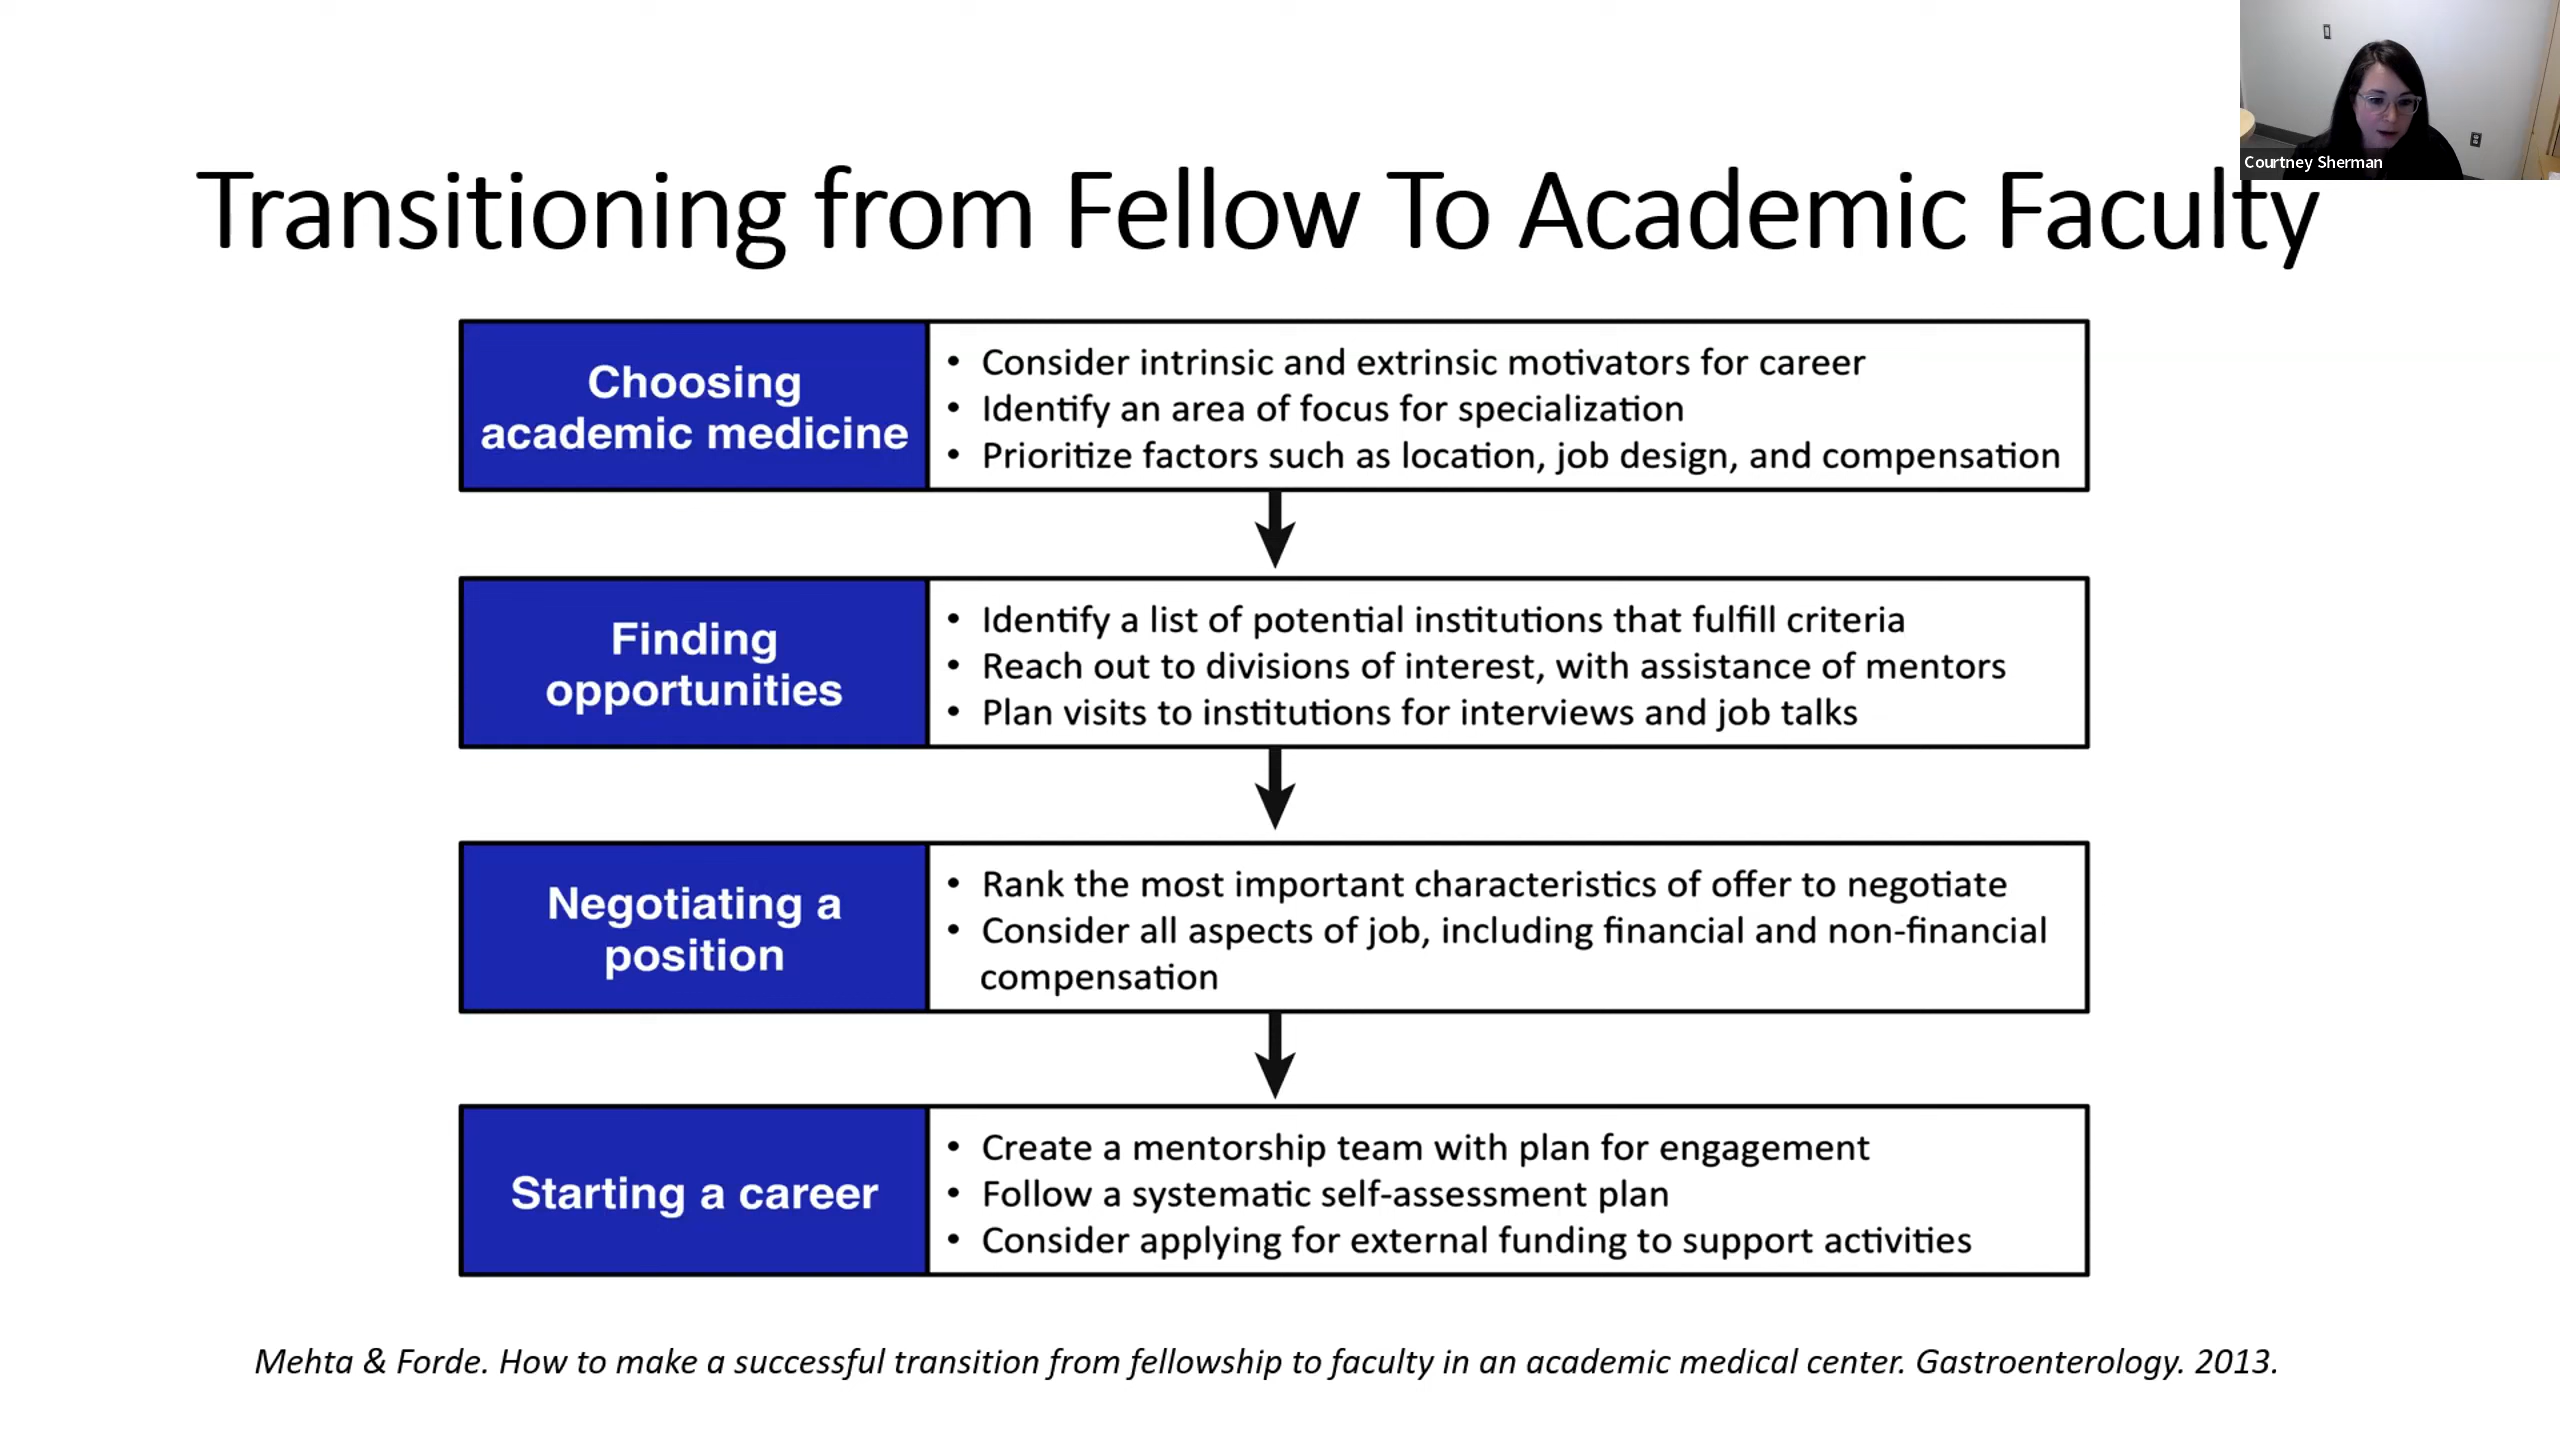 Courtney Sherman
Transitioning from Fellow To Academic Faculty
Choosing
academic medicine
• Consider intrinsic and extrinsic motivators for career
• Identify an area of focus for specialization
• Prioritize factors such as location, job design, and compensation
Finding
opportunities
• Identify a list of potential institutions that fulfill criteria
• Reach out to divisions of interest, with assistance of mentors
• Plan visits to institutions for interviews and job talks
Negotiating a
position
• Rank the most important characteristics of offer to negotiate
• Consider all aspects of job, including financial and non-financial
compensation
Starting a career
• Create a mentorship team with plan for engagement
• Follow a systematic self-assessment plan
• Consider applying for external funding to support activities
Mehta & Forde. How to make a successful transition from fellowship to faculty in an academic medical center. Gastroenterology. 2013.